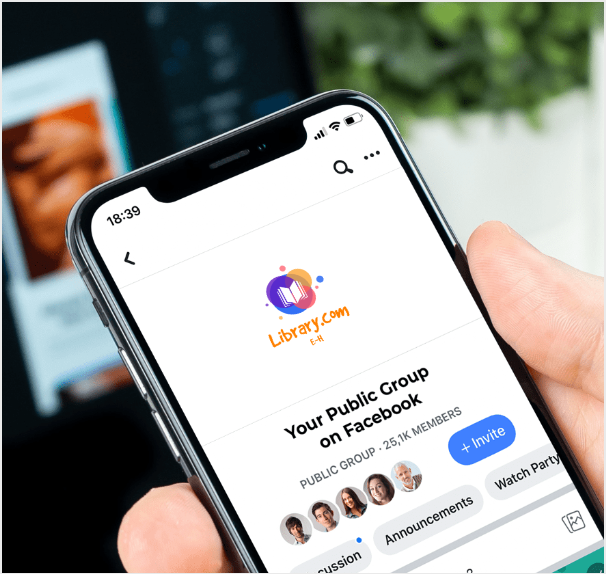 18:39
Library.com
E-H
Your Public Group
on Facebook
PUBLIC GROUP · 25,1K MEMBERS
+ Invite
cussion
Announcements
Watch Party